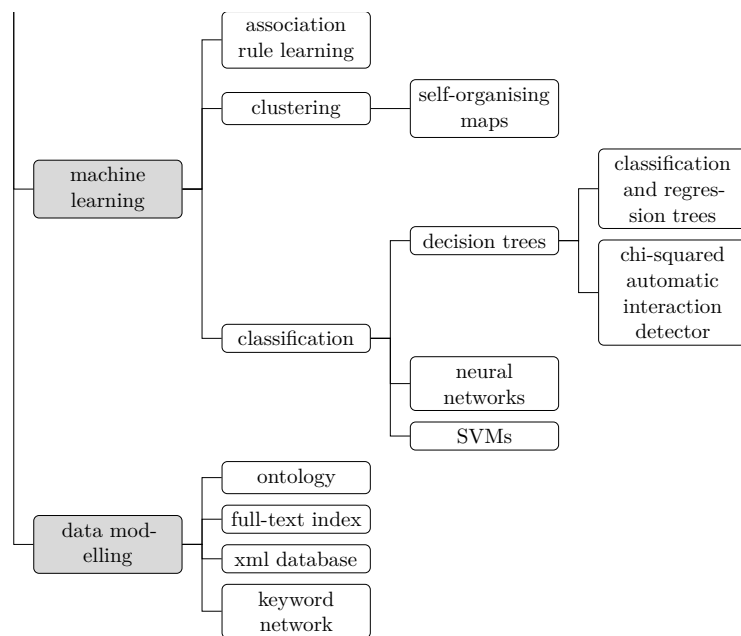 association
rule learning
clustering
self-organising
maps
machine
learning
classification
and regres-
sion trees
decision trees
chi-squared
automatic
interaction
detector
classification
neural
networks
SVMs
ontology
full-text index
data mod-
elling
xml database
keyword
network